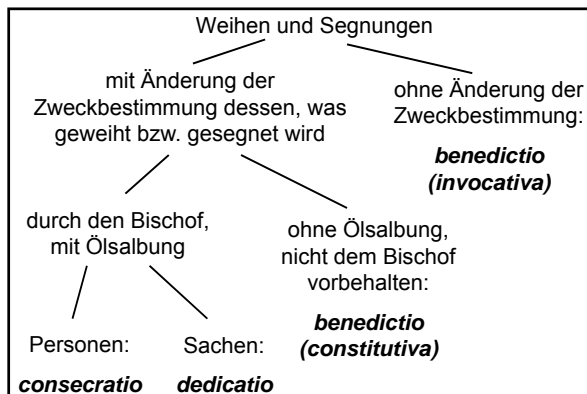 Weihen und Segnungen
mit Änderung der
Zweckbestimmung dessen, was
geweiht bzw. gesegnet wird
ohne Änderung der
Zweckbestimmung:
benedictio
(invocativa)
durch den Bischof,
mit Ölsalbung
ohne Ölsalbung,
nicht dem Bischof
vorbehalten:
benedictio
(constitutiva)
Personen:
consecratio
Sachen:
dedicatio